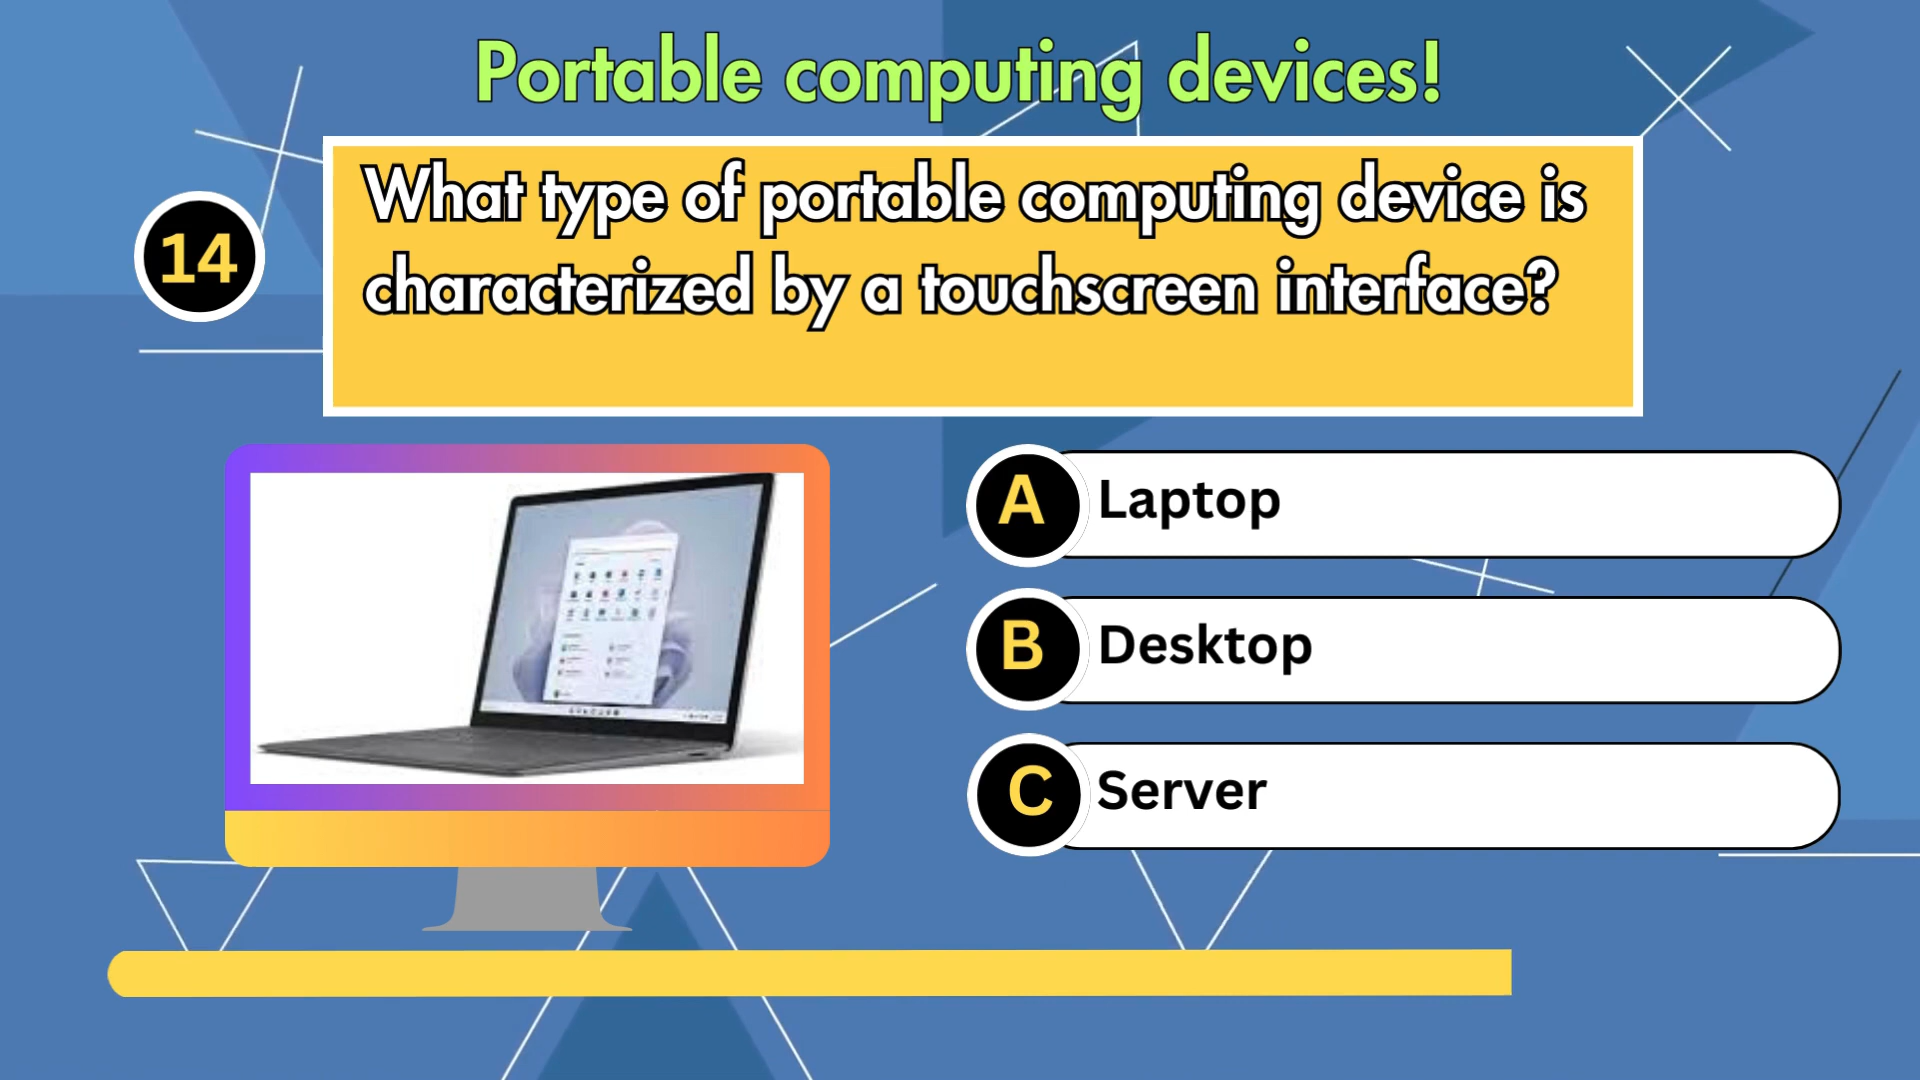 Portable computing devices!
14
What type of portable computing device is
characterized by a touchscreen interface?
A Laptop
B Desktop
C Server